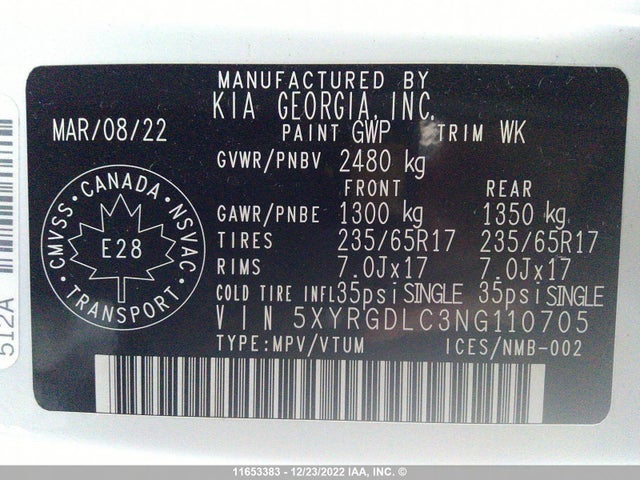 MANUFACTURED BY
KIA GEORGIA, INC.
MAR/08/22
PAINT GWP TRIM WK
GVWR/PNBV 2480 kg
FRONT REAR
GAWR/PNBE 1300 kg 1350 kg
TIRES 235/65R17 235/65R17
RIMS 7.0Jx17 7.0Jx17
COLD TIRE INFL 35psi SINGLE 35psi SINGLE
VIN 5XYRGDLC3NG110705
TYPE:MPV/VTUM ICES/NMB-002
CMVSS · CANADA · NSVAC
E28
TRANSPORT
512A
11653383 - 12/23/2022 IAA, Inc. ©